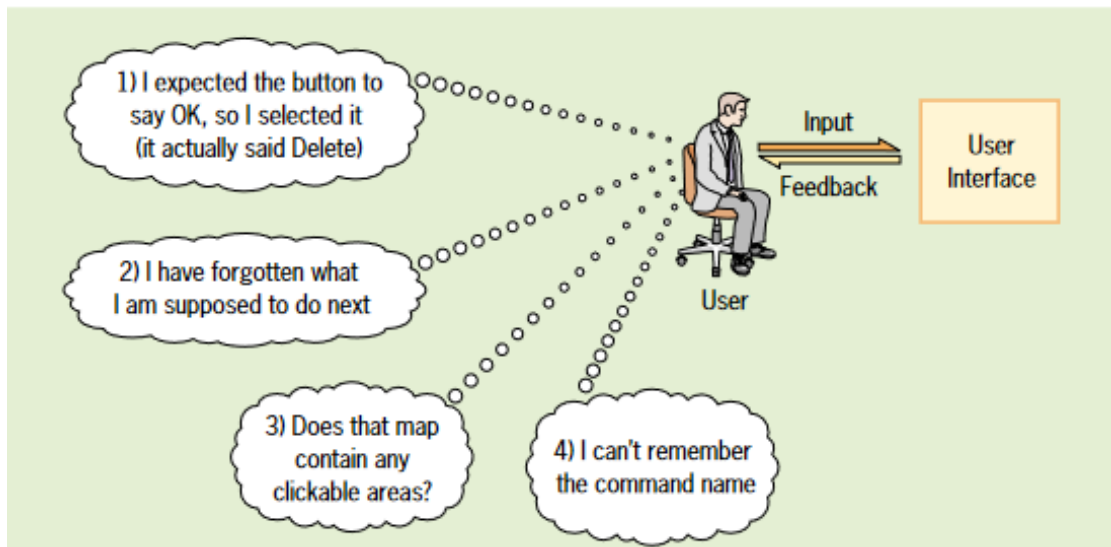 1) I expected the button to
say OK, so I selected it
(it actually said Delete)
Input
User
Interface
Feedback
2) I have forgotten what
I am supposed to do next
User
3) Does that map
contain any
clickable areas?
4) I can't remember
the command name